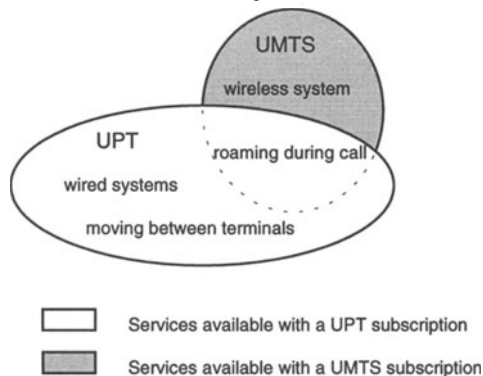 UMTS
wireless system
UPT
roaming during call
wired systems
moving between terminals
Services available with a UPT subscription
Services available with a UMTS subscription